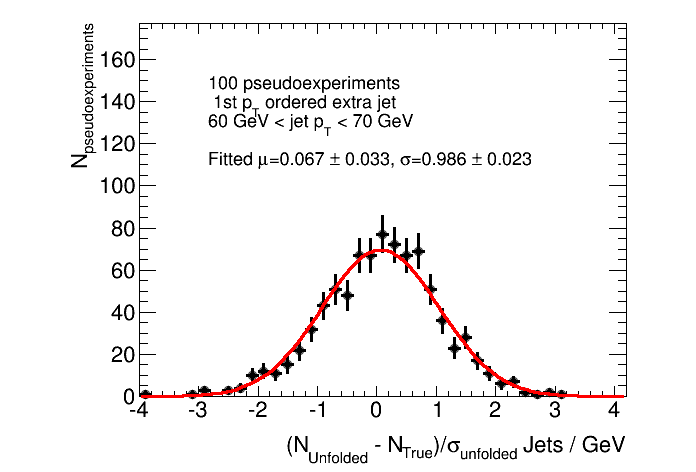 N_pseudoexperiments
160
140
120
100
80
60
40
20
0
100 pseudoexperiments
1st p_T ordered extra jet
60 GeV < jet p_T < 70 GeV
Fitted μ=0.067 ± 0.033, σ=0.986 ± 0.023
-4 -3 -2 -1 0 1 2 3 4
(N_Unfolded - N_True)/σ_unfolded Jets / GeV